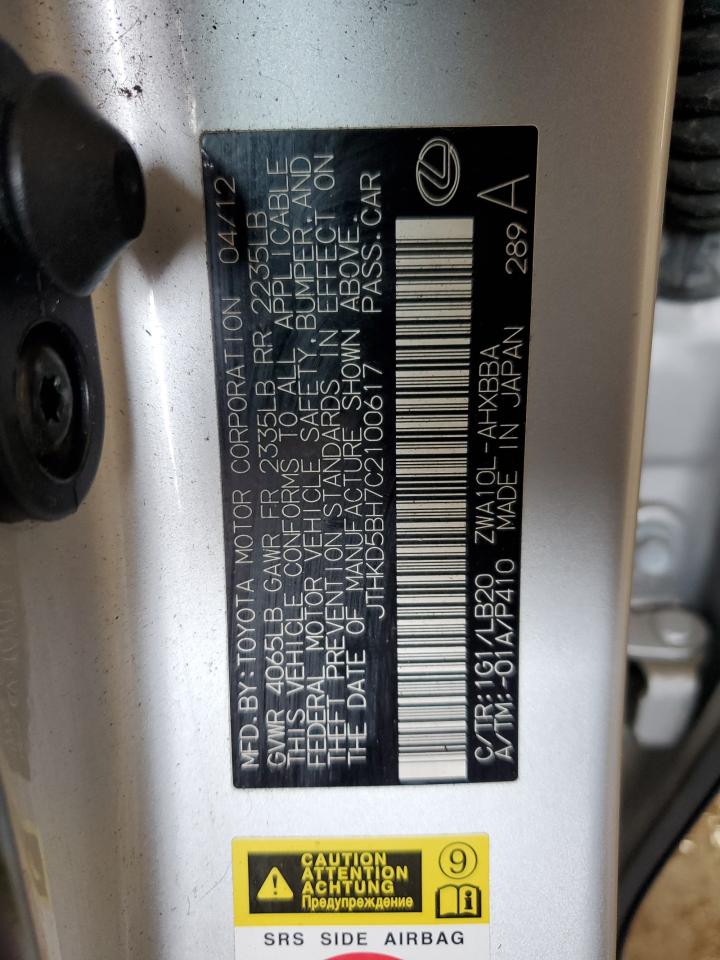 MFD. BY: TOYOTA MOTOR CORPORATION 04/12
GVWR 4065LB GAWR FR 2335LB RR 2235LB
THIS VEHICLE CONFORMS TO ALL APPLICABLE
FEDERAL MOTOR VEHICLE SAFETY, BUMPER, AND
THEFT PREVENTION STANDARDS IN EFFECT ON
THE DATE OF MANUFACTURE SHOWN ABOVE.
JTHKD5BH7C2100617 PASS. CAR
C/TR: 1G1/LB20 ZWA10L-AHXBBA
A/TM: -01A/P410 MADE IN JAPAN 289 A
CAUTION
ATTENTION
ACHTUNG
Предупреждение
9
SRS SIDE AIRBAG